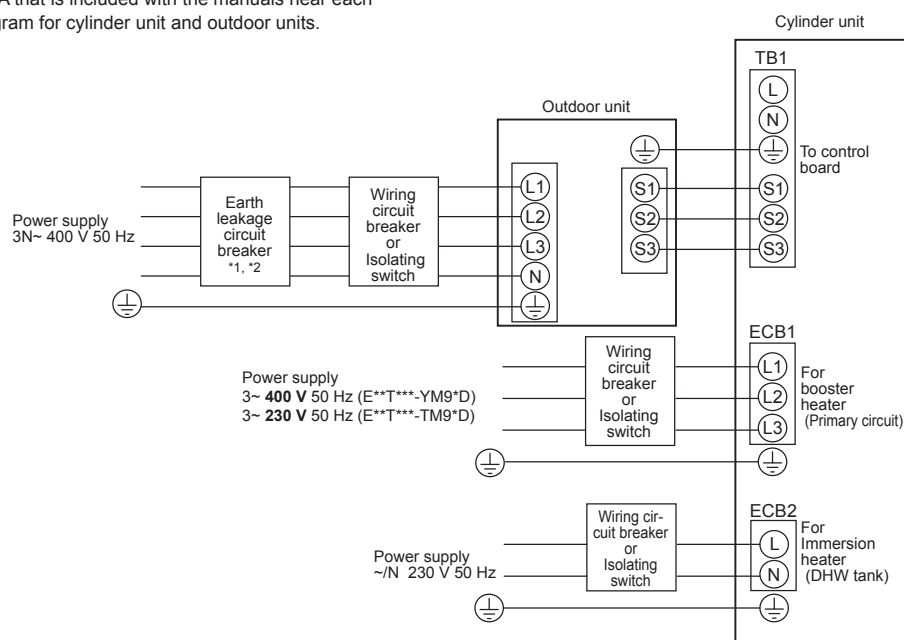 A that is included with the manuals near each
gram for cylinder unit and outdoor units.
Cylinder unit
TB1
L
N
To control
board
S1
S2
S3
Outdoor unit
L1
L2
L3
N
S1
S2
S3
Earth
leakage
circuit
breaker
*1, *2
Wiring
circuit
breaker
or
Isolating
switch
Power supply
3N~ 400 V 50 Hz
ECB1
L1
L2
L3
For
booster
heater
(Primary circuit)
Wiring
circuit
breaker
or
Isolating
switch
Power supply
3~ 400 V 50 Hz (E**T***-YM9*D)
3~ 230 V 50 Hz (E**T***-TM9*D)
ECB2
L
N
For
Immersion
heater
(DHW tank)
Wiring cir-
cuit breaker
or
Isolating
switch
Power supply
~/N 230 V 50 Hz